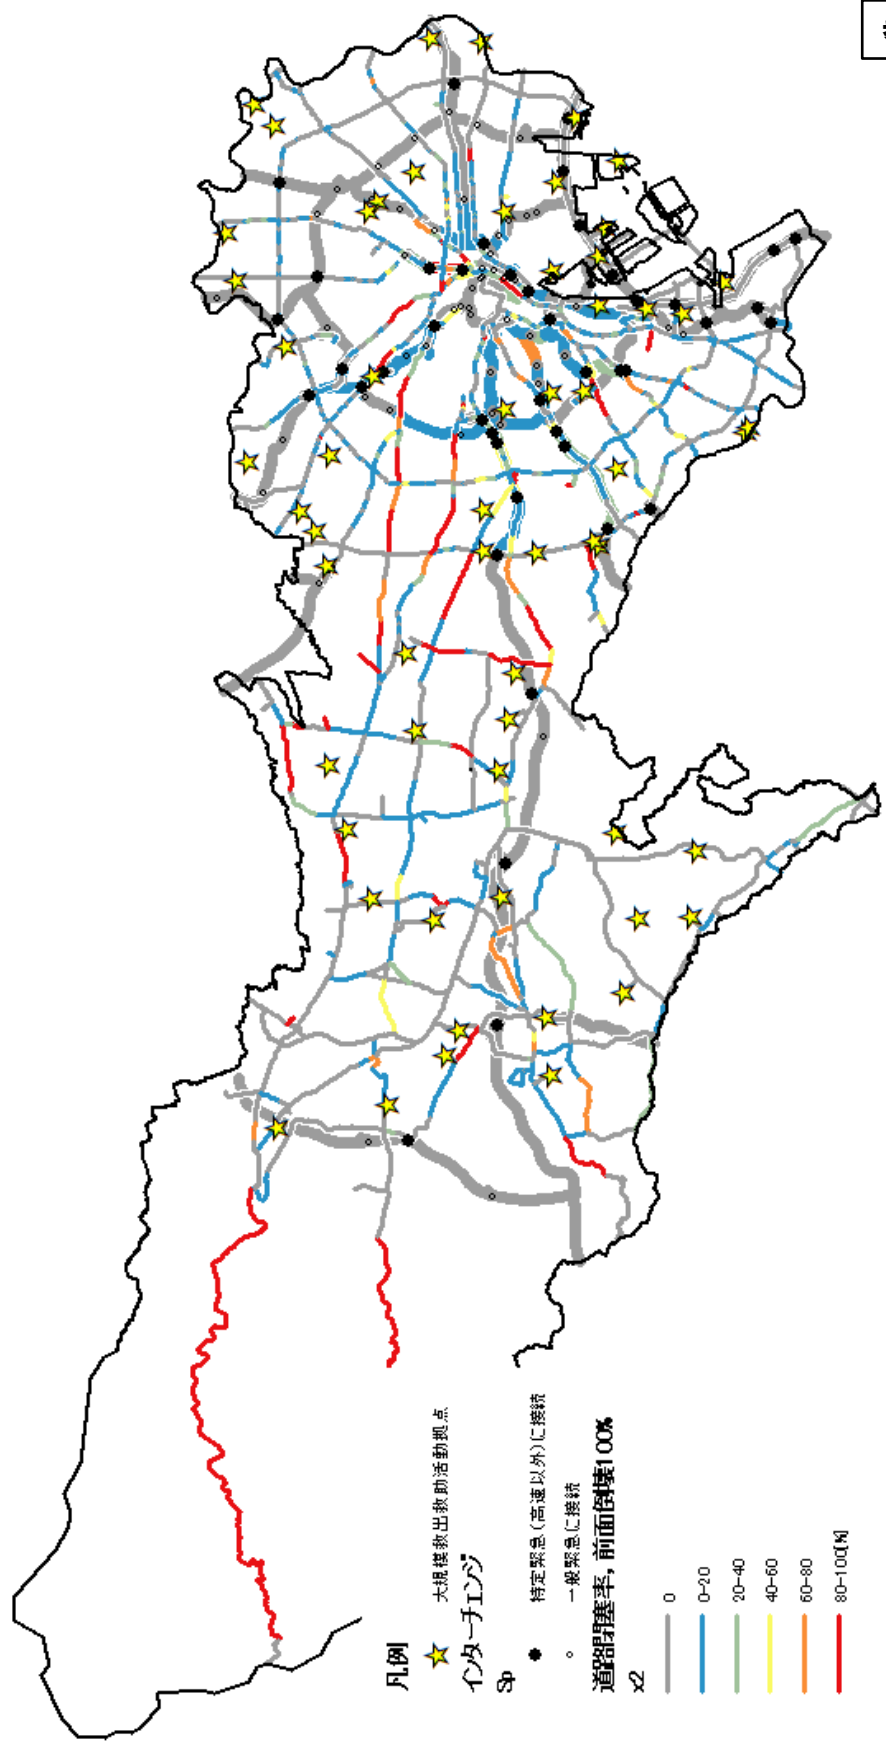 凡例
大規模救出救助活動拠点
インターチェンジ
Sp
特定緊急(高速以外)に接続
一般緊急に接続
道路閉塞率, 前面倒壊100%
x2
0
0-20
20-40
40-60
60-80
80-100[%]